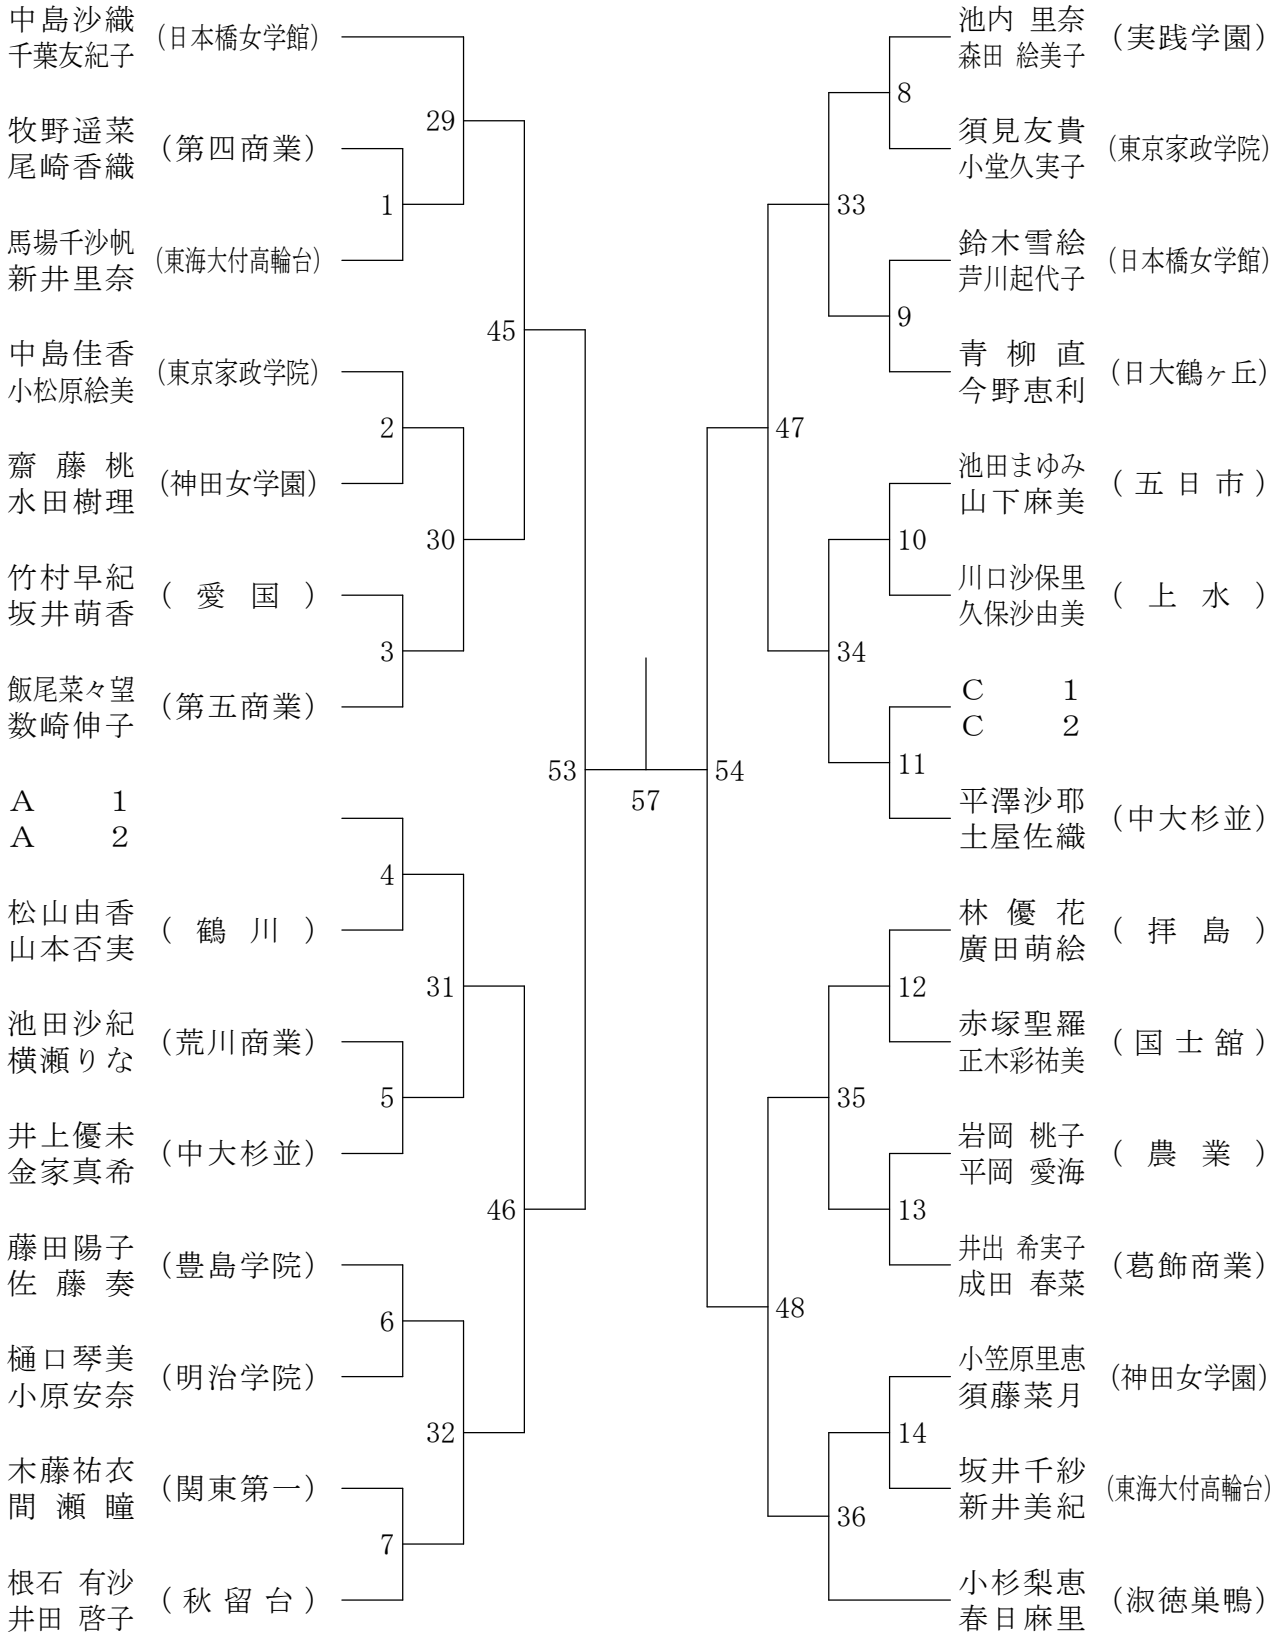 中島沙織
千葉友紀子
(日本橋女学館)
牧野遥菜
尾崎香織
(第四商業)
馬場千沙帆
新井里奈
(東海大付高輪台)
中島佳香
小松原絵美
(東京家政学院)
齋藤桃
水田樹理
(神田女学園)
竹村早紀
坂井萌香
(愛国)
飯尾菜々望
数崎伸子
(第五商業)
A 1
A 2
松山由香
山本否実
(鶴川)
池田沙紀
横瀬りな
(荒川商業)
井上優未
金家真希
(中大杉並)
藤田陽子
佐藤奏
(豊島学院)
樋口琴美
小原安奈
(明治学院)
木藤祐衣
間瀬瞳
(関東第一)
根石 有沙
井田 啓子
(秋留台)
1
2
3
4
5
6
7
29
30
31
32
45
46
53
57
54
47
48
33
34
35
36
8
9
10
11
12
13
14
池内 里奈
森田 絵美子
(実践学園)
須見友貴
小堂久実子
(東京家政学院)
鈴木雪絵
芦川起代子
(日本橋女学館)
青柳直
今野恵利
(日大鶴ヶ丘)
池田まゆみ
山下麻美
(五日市)
川口沙保里
久保沙由美
(上水)
C 1
C 2
平澤沙耶
土屋佐織
(中大杉並)
林優花
廣田萌絵
(拝島)
赤塚聖羅
正木彩祐美
(国士舘)
岩岡 桃子
平岡 愛海
(農業)
井出 希実子
成田 春菜
(葛飾商業)
小笠原里恵
須藤菜月
(神田女学園)
坂井千紗
新井美紀
(東海大付高輪台)
小杉梨恵
春日麻里
(淑徳巣鴨)